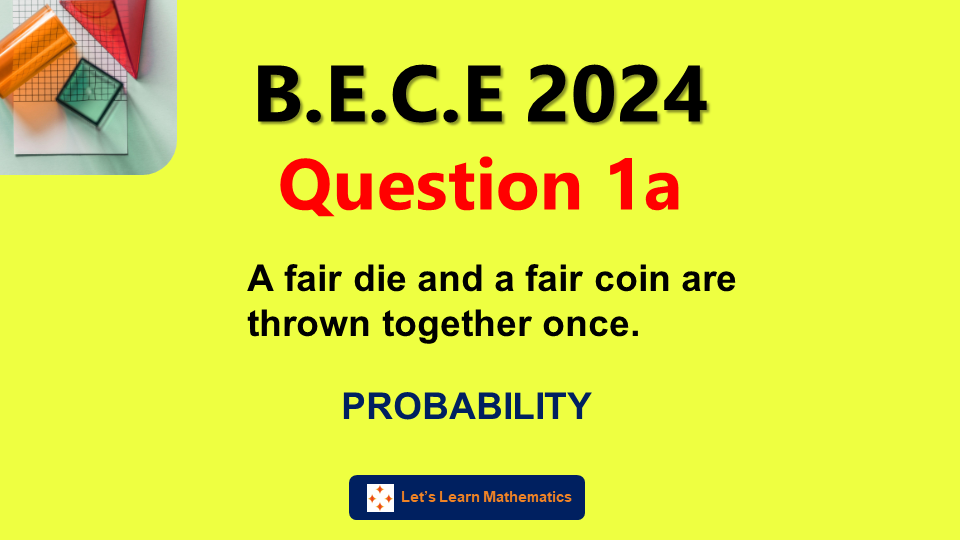 B.E.C.E 2024
Question 1a
A fair die and a fair coin are
thrown together once.
PROBABILITY
Let's Learn Mathematics